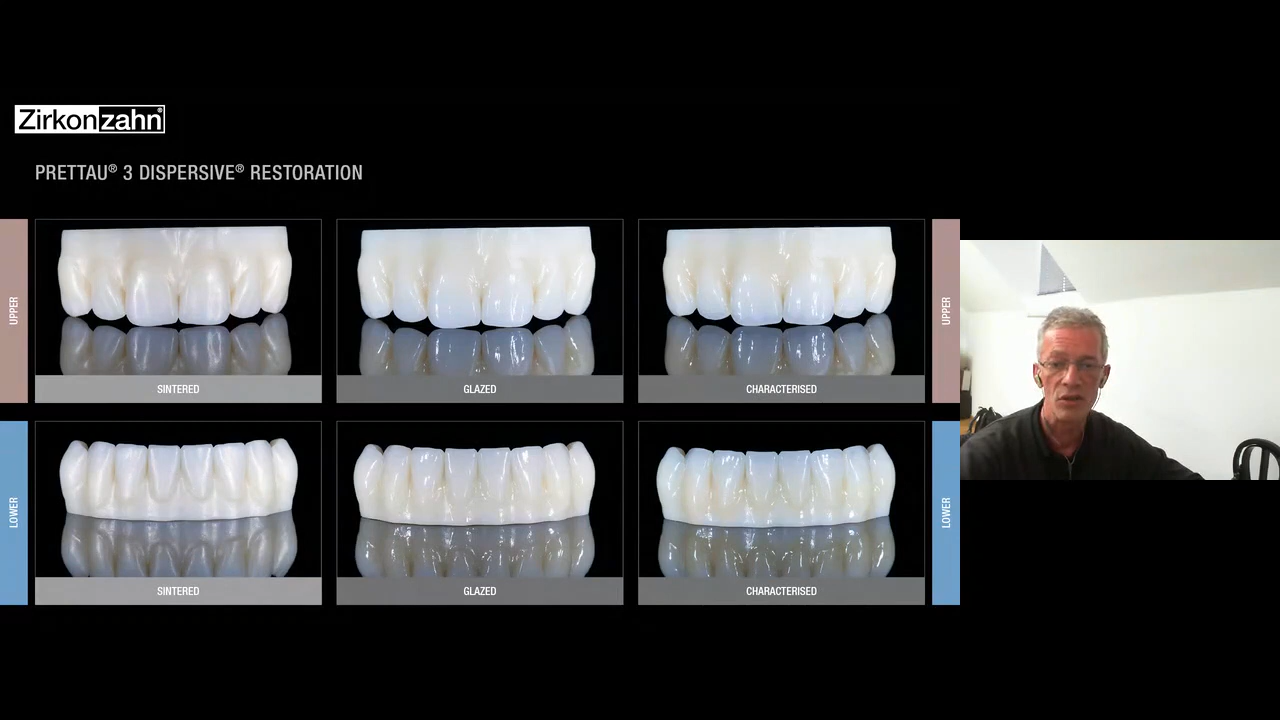 Zirkonzahn®
PRETTAU® 3 DISPERSIVE® RESTORATION
UPPER
SINTERED
GLAZED
CHARACTERISED
UPPER
LOWER
SINTERED
GLAZED
CHARACTERISED
LOWER